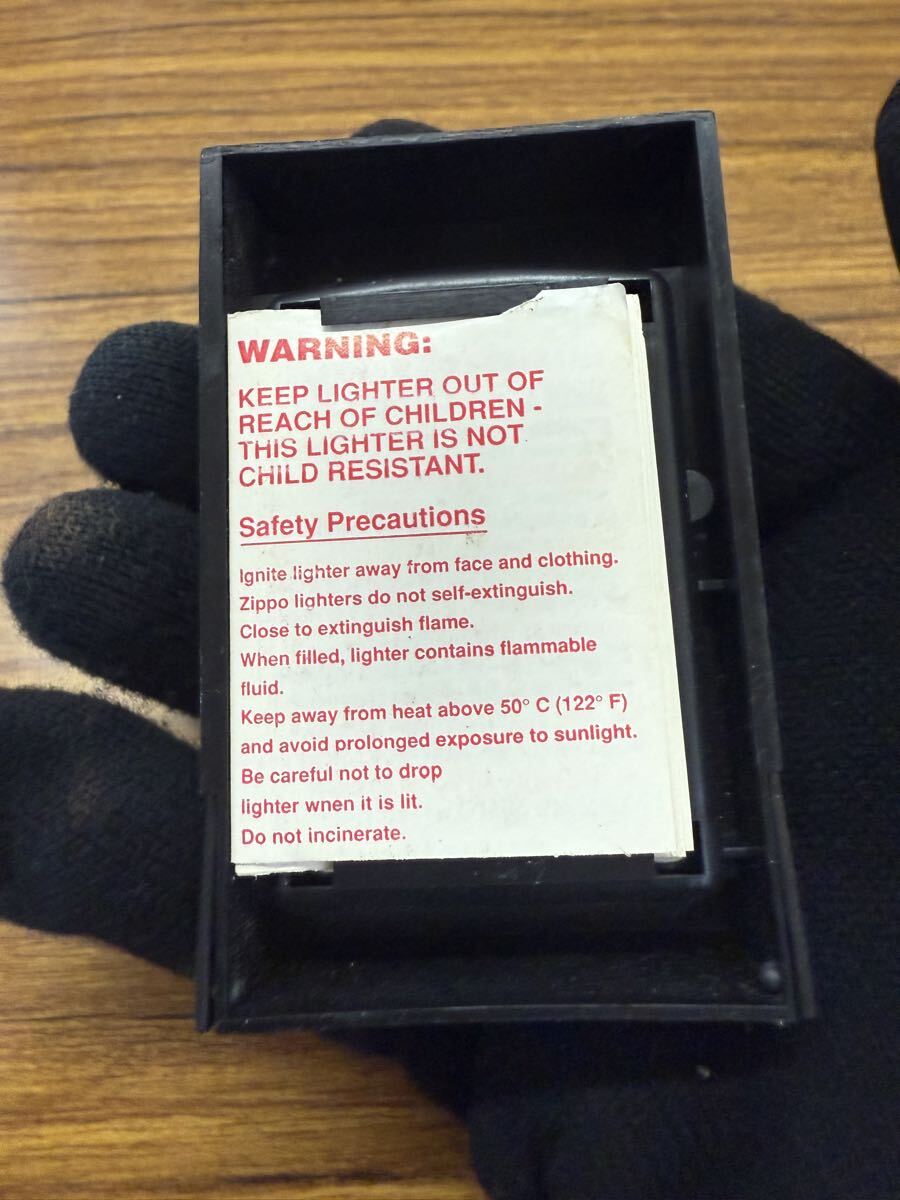 WARNING:
KEEP LIGHTER OUT OF
REACH OF CHILDREN -
THIS LIGHTER IS NOT
CHILD RESISTANT.
Safety Precautions
Ignite lighter away from face and clothing.
Zippo lighters do not self-extinguish.
Close to extinguish flame.
When filled, lighter contains flammable
fluid.
Keep away from heat above 50° C (122° F)
and avoid prolonged exposure to sunlight.
Be careful not to drop
lighter when it is lit.
Do not incinerate.